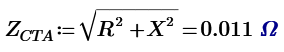 Z_CTA := √(R² + X²) = 0.011 Ω